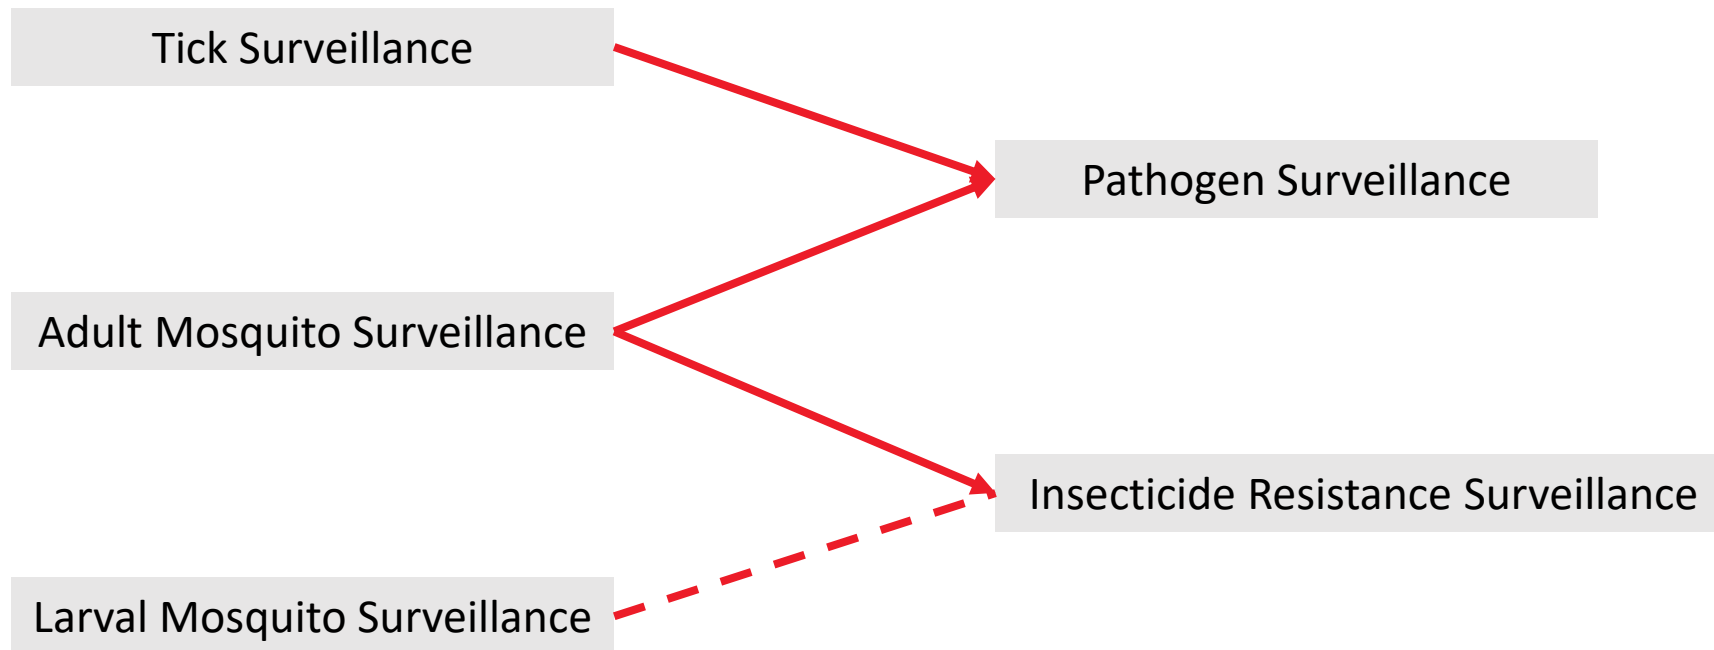 Tick Surveillance
Pathogen Surveillance
Adult Mosquito Surveillance
Insecticide Resistance Surveillance
Larval Mosquito Surveillance